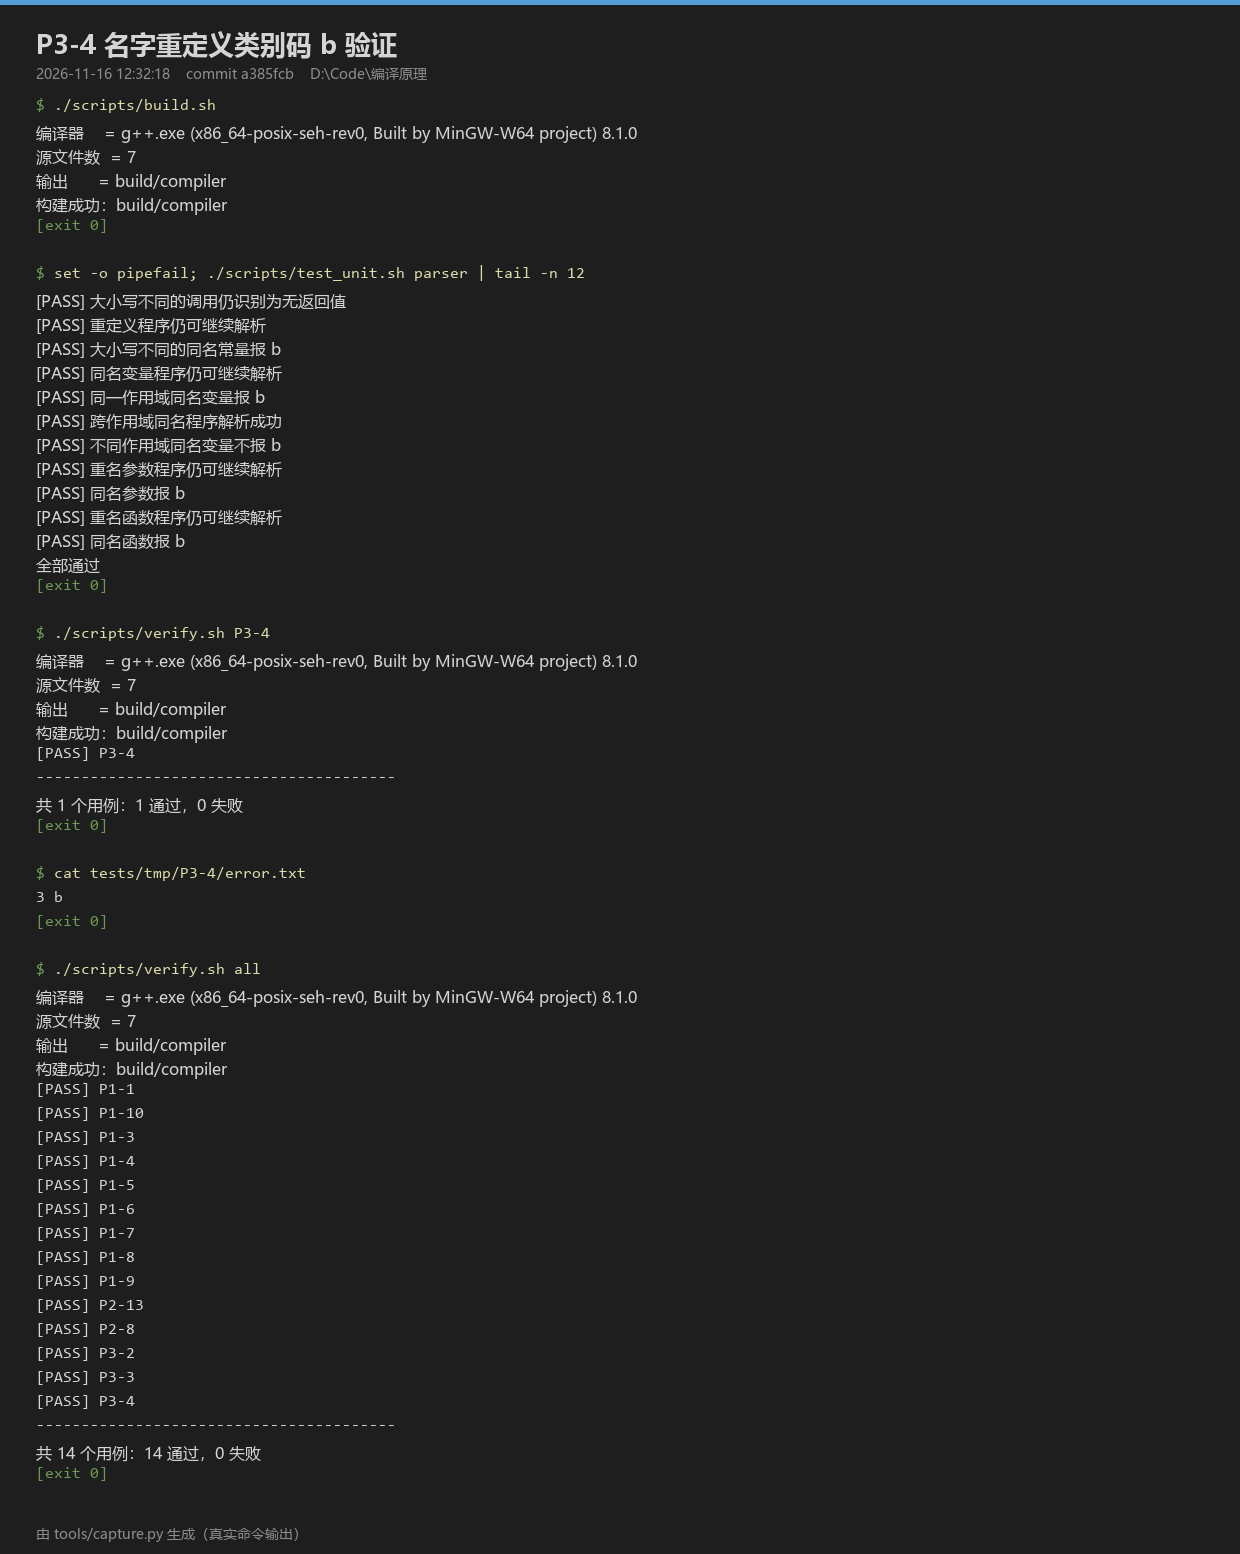 P3-4 名字重定义类别码 b 验证
2026-11-16 12:32:18 commit a385fcb D:\Code\编译原理
$ ./scripts/build.sh
编译器 = g++.exe (x86_64-posix-seh-rev0, Built by MinGW-W64 project) 8.1.0
源文件数 = 7
输出 = build/compiler
构建成功：build/compiler
[exit 0]
$ set -o pipefail; ./scripts/test_unit.sh parser | tail -n 12
[PASS] 大小写不同的调用仍识别为无返回值
[PASS] 重定义程序仍可继续解析
[PASS] 大小写不同的同名常量报 b
[PASS] 同名变量程序仍可继续解析
[PASS] 同一作用域同名变量报 b
[PASS] 跨作用域同名程序解析成功
[PASS] 不同作用域同名变量不报 b
[PASS] 重名参数程序仍可继续解析
[PASS] 同名参数报 b
[PASS] 重名函数程序仍可继续解析
[PASS] 同名函数报 b
全部通过
[exit 0]
$ ./scripts/verify.sh P3-4
编译器 = g++.exe (x86_64-posix-seh-rev0, Built by MinGW-W64 project) 8.1.0
源文件数 = 7
输出 = build/compiler
构建成功：build/compiler
[PASS] P3-4
----------------------------------------
共 1 个用例：1 通过，0 失败
[exit 0]
$ cat tests/tmp/P3-4/error.txt
3 b
[exit 0]
$ ./scripts/verify.sh all
编译器 = g++.exe (x86_64-posix-seh-rev0, Built by MinGW-W64 project) 8.1.0
源文件数 = 7
输出 = build/compiler
构建成功：build/compiler
[PASS] P1-1
[PASS] P1-10
[PASS] P1-3
[PASS] P1-4
[PASS] P1-5
[PASS] P1-6
[PASS] P1-7
[PASS] P1-8
[PASS] P1-9
[PASS] P2-13
[PASS] P2-8
[PASS] P3-2
[PASS] P3-3
[PASS] P3-4
----------------------------------------
共 14 个用例：14 通过，0 失败
[exit 0]
由 tools/capture.py 生成（真实命令输出）